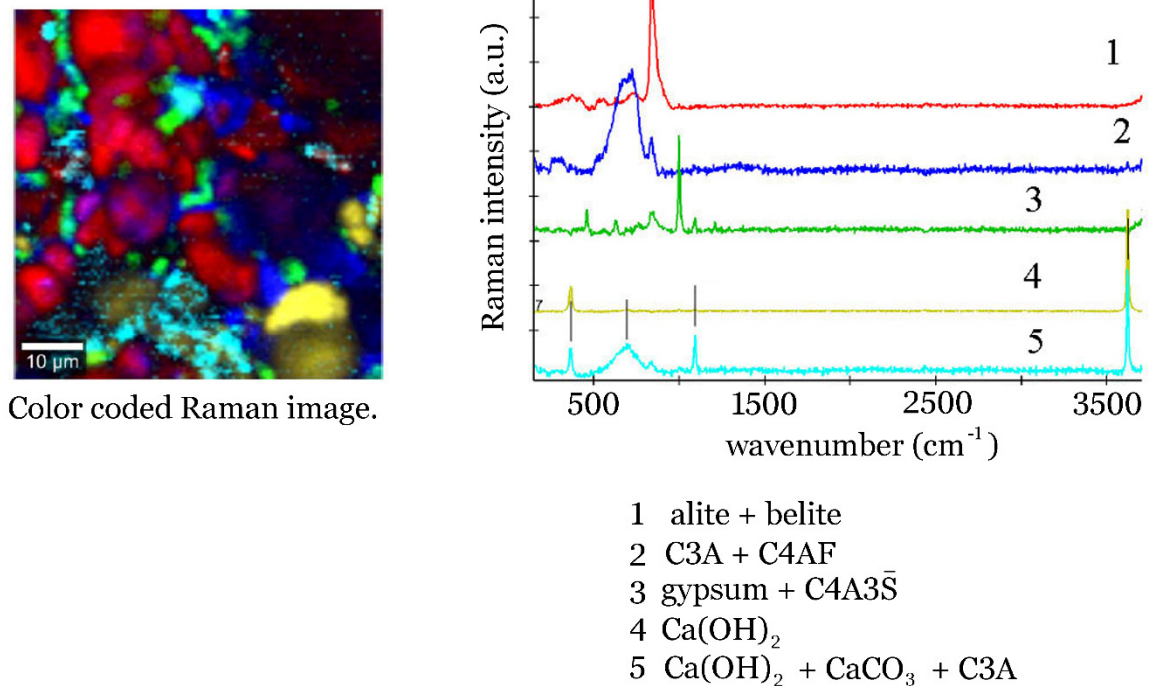 10 µm
Color coded Raman image.
Raman intensity (a.u.)
1
2
3
4
7
5
500 1500 2500 3500
wavenumber (cm⁻¹)
1 alite + belite
2 C3A + C4AF
3 gypsum + C4A3S̄
4 Ca(OH)₂
5 Ca(OH)₂ + CaCO₃ + C3A